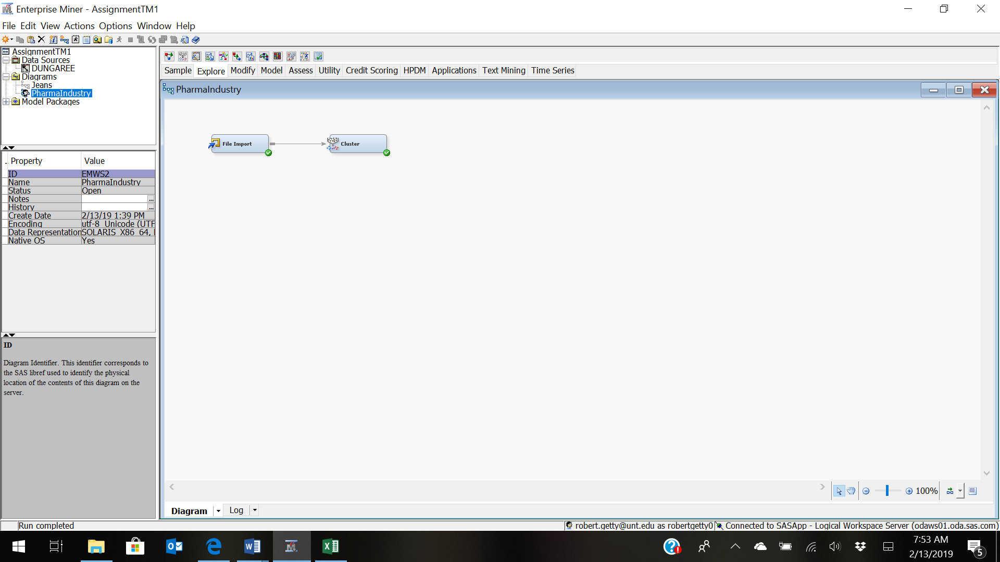 Enterprise Miner - AssignmentTM1
File Edit View Actions Options Window Help
AssignmentTM1
Data Sources
DUNGAREE
Diagrams
Jeans
PharmaIndustry
Model Packages
Sample Explore Modify Model Assess Utility Credit Scoring HPDM Applications Text Mining Time Series
PharmaIndustry
File Import
Cluster
. Property Value
ID EMWS2
Name PharmaIndustry
Status Open
Notes ...
History ...
Create Date 2/13/19 1:39 PM
Encoding utf-8 Unicode (UTF
Data Representation SOLARIS X86 64,
Native OS Yes
ID
Diagram Identifier. This identifier corresponds to
the SAS libref used to identify the physical
location of the contents of this diagram on the
server.
100%
Diagram Log
Run completed
robert.getty@unt.edu as robertgetty0 Connected to SASApp - Logical Workspace Server (odaws01.oda.sas.com)
7:53 AM
2/13/2019
5